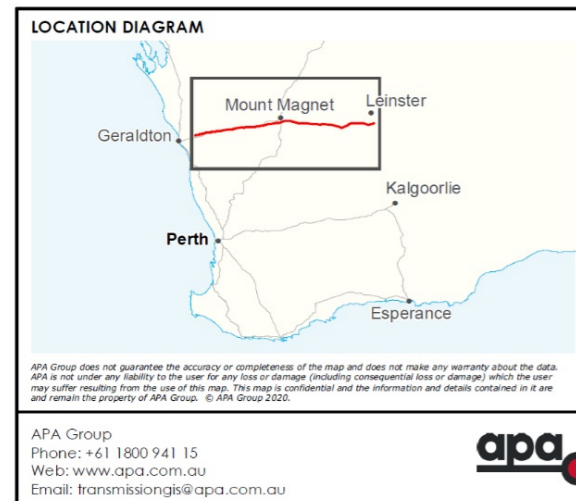 LOCATION DIAGRAM
Mount Magnet
Leinster
Geraldton
Kalgoorlie
Perth
Esperance
APA Group does not guarantee the accuracy or completeness of the map and does not make any warranty about the data.
APA is not under any liability to the user for any loss or damage (including consequential loss or damage) which the user
may suffer resulting from the use of this map. This map is confidential and the information and details contained in it are
and remain the property of APA Group. © APA Group 2020.
APA Group
Phone: +61 1800 941 15
Web: www.apa.com.au
Email: transmissiongis@apa.com.au
apa